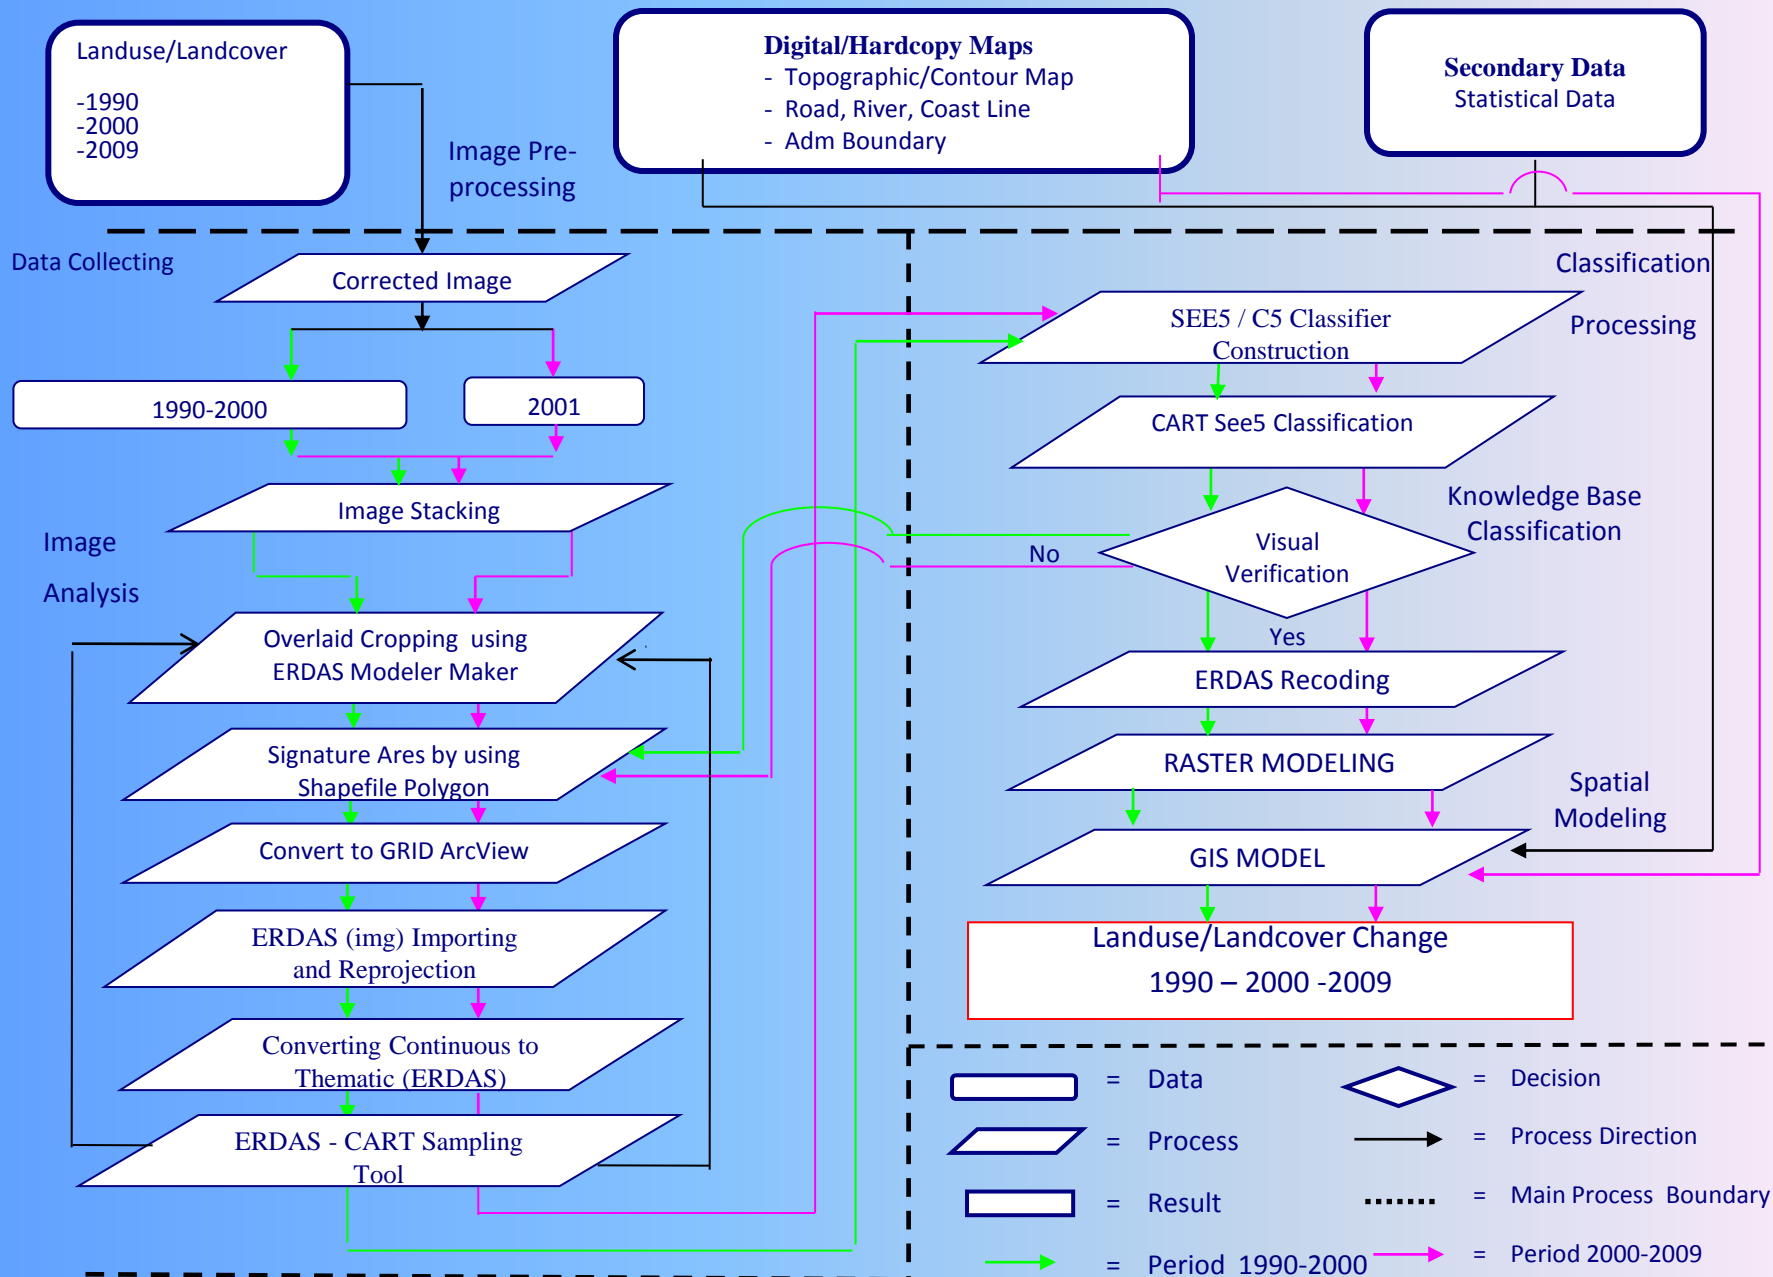 Landuse/Landcover
-1990
-2000
-2009
Image Pre-
processing
Digital/Hardcopy Maps
- Topographic/Contour Map
- Road, River, Coast Line
- Adm Boundary
Secondary Data
Statistical Data
Data Collecting
Corrected Image
1990-2000
2001
Image Stacking
Image
Analysis
Overlaid Cropping using
ERDAS Modeler Maker
Signature Ares by using
Shapefile Polygon
Convert to GRID ArcView
ERDAS (img) Importing
and Reprojection
Converting Continuous to
Thematic (ERDAS)
ERDAS - CART Sampling
Tool
Classification
Processing
SEE5 / C5 Classifier
Construction
CART See5 Classification
Knowledge Base
Classification
Visual
Verification
No
Yes
ERDAS Recoding
RASTER MODELING
Spatial
Modeling
GIS MODEL
Landuse/Landcover Change
1990 – 2000 -2009
= Data
= Decision
= Process
= Process Direction
= Result
= Main Process Boundary
= Period 1990-2000
= Period 2000-2009